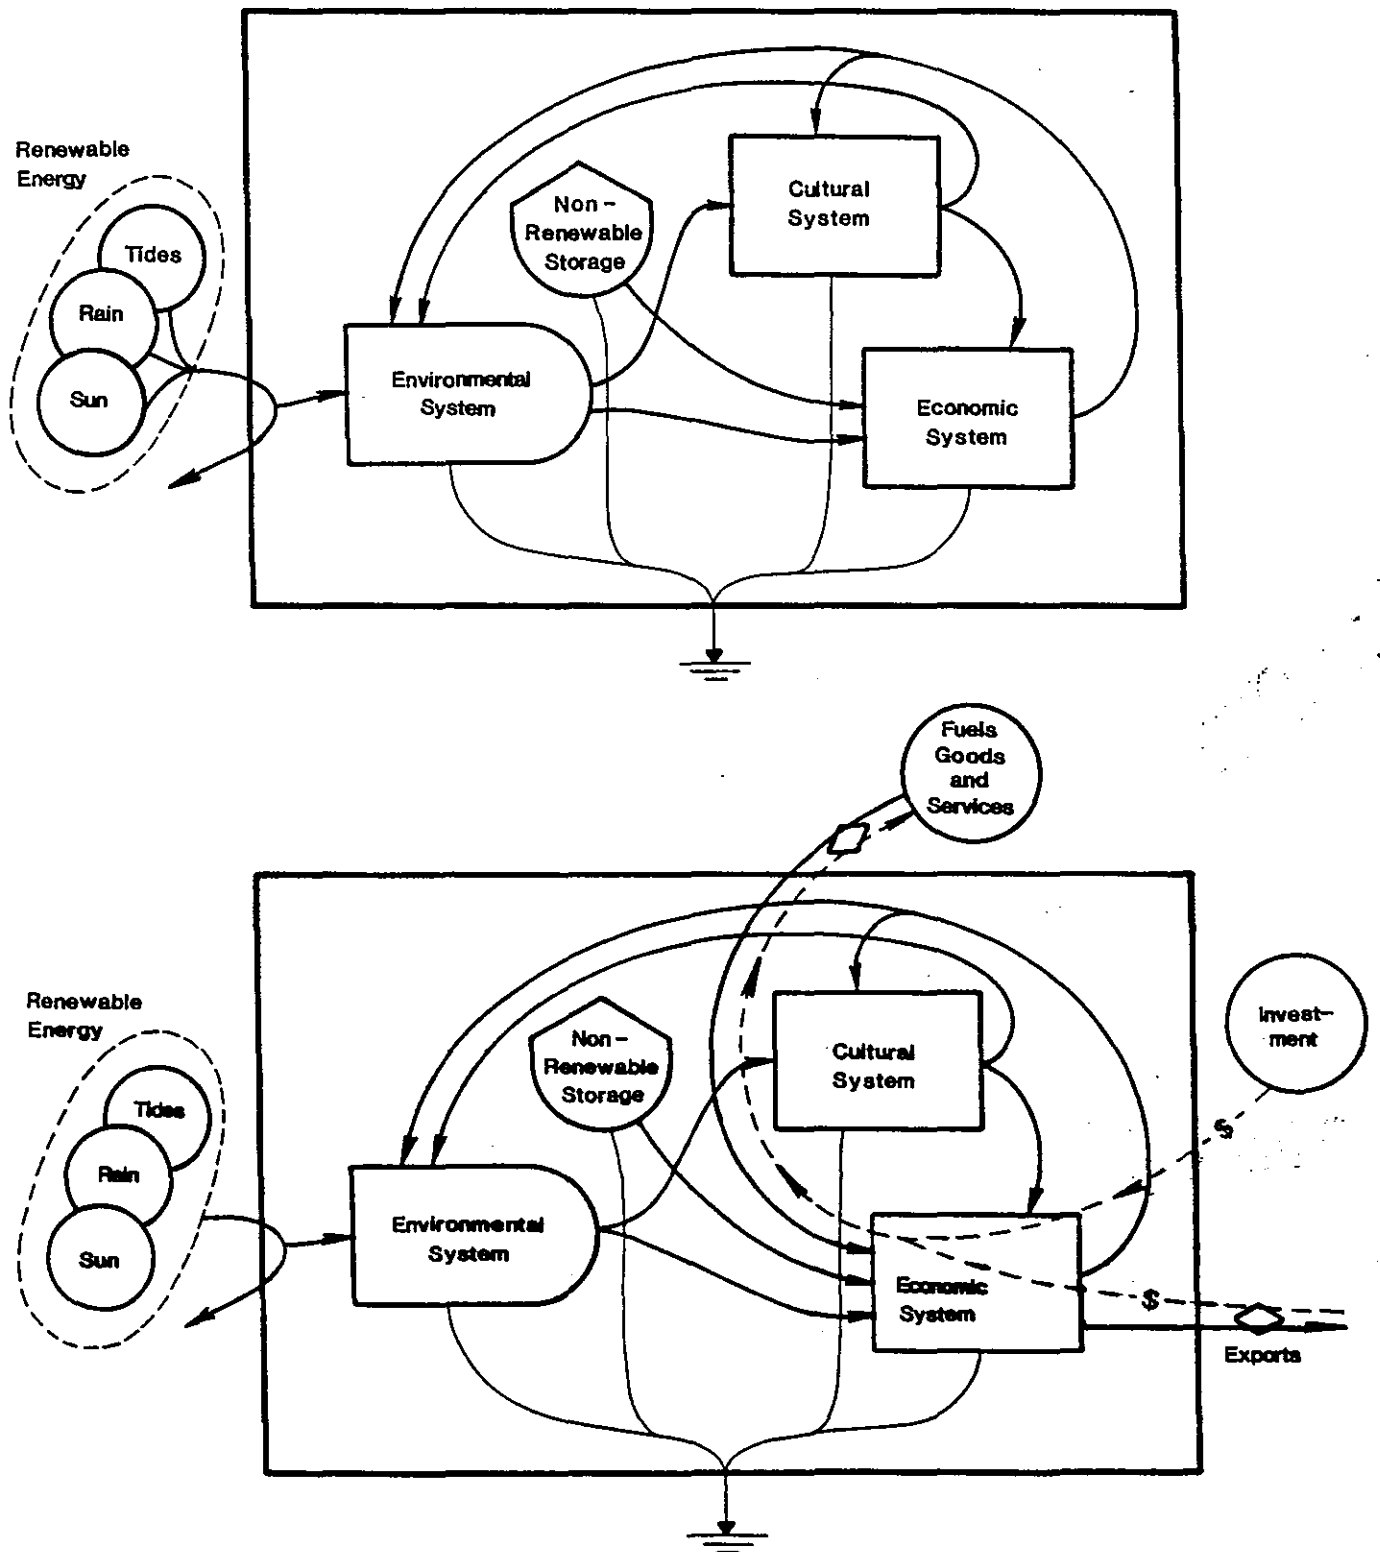 Renewable
Energy
Tides
Rain
Sun
Non-
Renewable
Storage
Cultural
System
Environmental
System
Economic
System
Fuels
Goods
and
Services
Renewable
Energy
Tides
Rain
Sun
Non-
Renewable
Storage
Cultural
System
Invest-
ment
$
Environmental
System
Economic
System
$
Exports